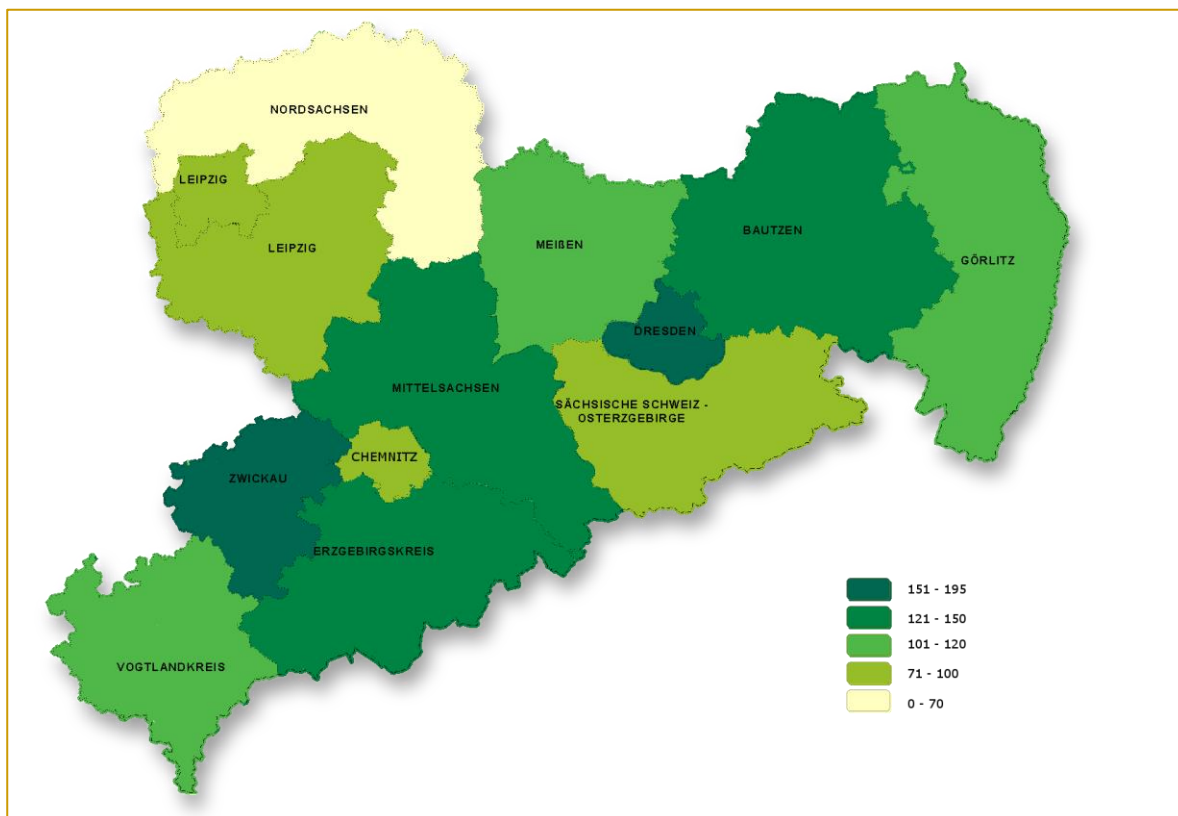 NORDSACHSEN
LEIPZIG
LEIPZIG
MEIßEN
BAUTZEN
GÖRLITZ
DRESDEN
MITTELSACHSEN
SÄCHSISCHE SCHWEIZ -
OSTERZGEBIRGE
CHEMNITZ
ZWICKAU
ERZGEBIRGSKREIS
VOGTLANDKREIS
151 - 195
121 - 150
101 - 120
71 - 100
0 - 70